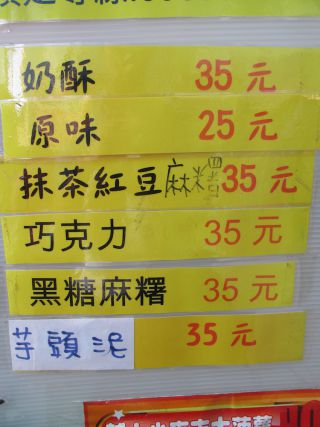 奶酥 35元
原味 25元
抹茶紅豆麻糬 35元
巧克力 35元
黑糖麻糬 35元
芋頭泥 35元